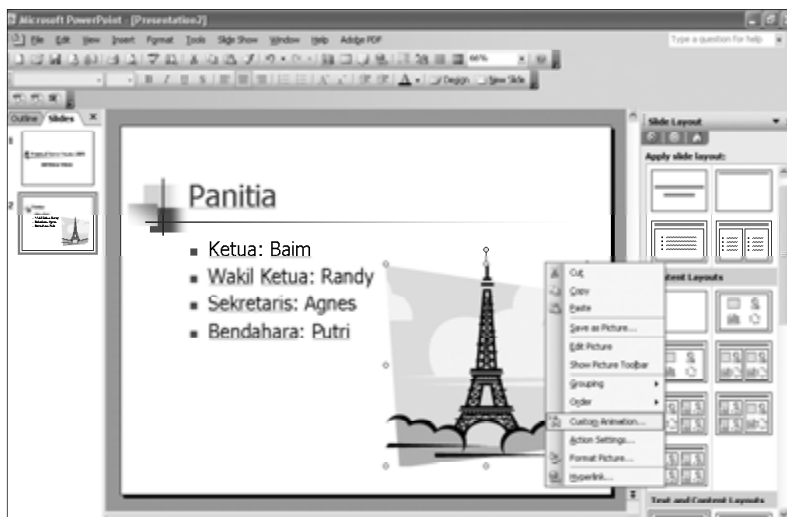 Microsoft PowerPoint - [Presentation2]
File Edit View Insert Format Tools Slide Show Window Help Adobe PDF
Type a question for help
66%
B I U S A Design New Slide
Outline Slides
Slide Layout
Apply slide layout:
1
2
Panitia
Ketua: Baim
Wakil Ketua: Randy
Sekretaris: Agnes
Bendahara: Putri
Cut
Copy
Paste
Save as Picture...
Edit Picture
Show Picture Toolbar
Grouping
Order
Custom Animation...
Action Settings...
Format Picture...
Hyperlink...
Layouts
Text and Content Layouts